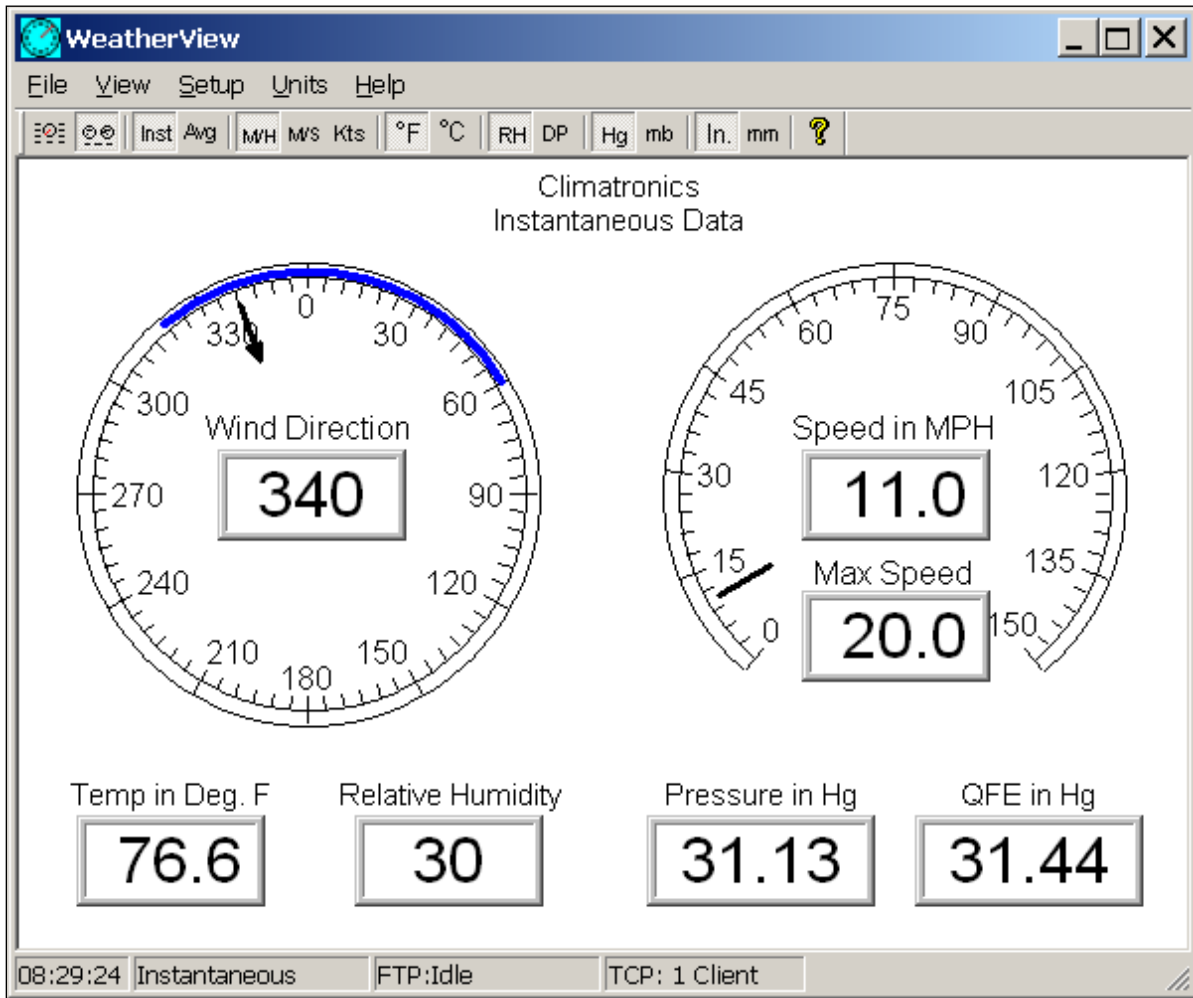 WeatherView
File View Setup Units Help
Inst Avg M/H M/S Kts °F °C RH DP Hg mb In. mm ?
Climatronics
Instantaneous Data
0
30
60
90
120
150
180
210
240
270
300
330
Wind Direction
340
0
15
30
45
60
75
90
105
120
135
150
Speed in MPH
11.0
Max Speed
20.0
Temp in Deg. F Relative Humidity Pressure in Hg QFE in Hg
76.6 30 31.13 31.44
08:29:24 Instantaneous FTP:Idle TCP: 1 Client